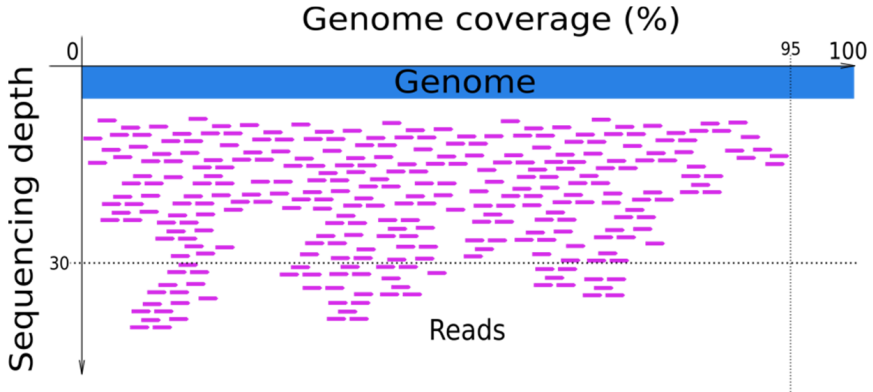 Genome coverage (%)
0
95
100
Genome
Sequencing depth
30
Reads